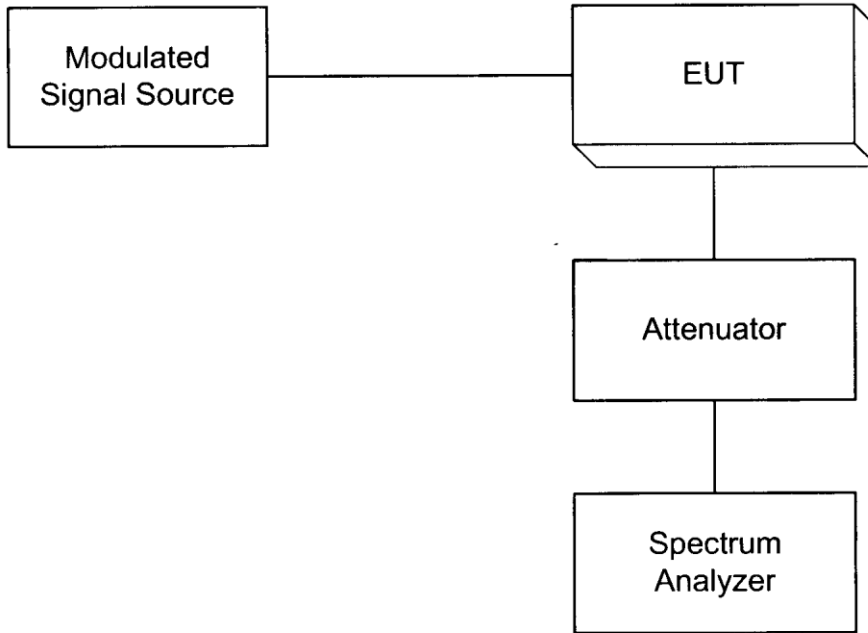 Modulated
Signal Source
EUT
Attenuator
Spectrum
Analyzer